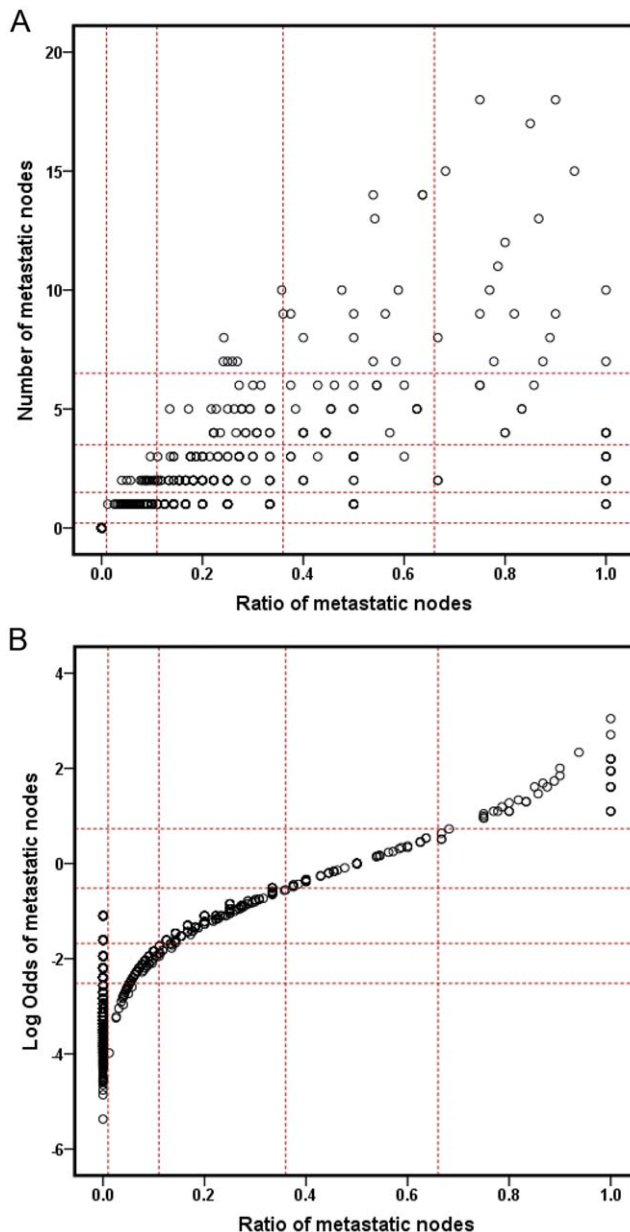 A
Number of metastatic nodes
20
15
10
5
0
0.0 0.2 0.4 0.6 0.8 1.0
Ratio of metastatic nodes
B
Log Odds of metastatic nodes
4
2
0
-2
-4
-6
0.0 0.2 0.4 0.6 0.8 1.0
Ratio of metastatic nodes